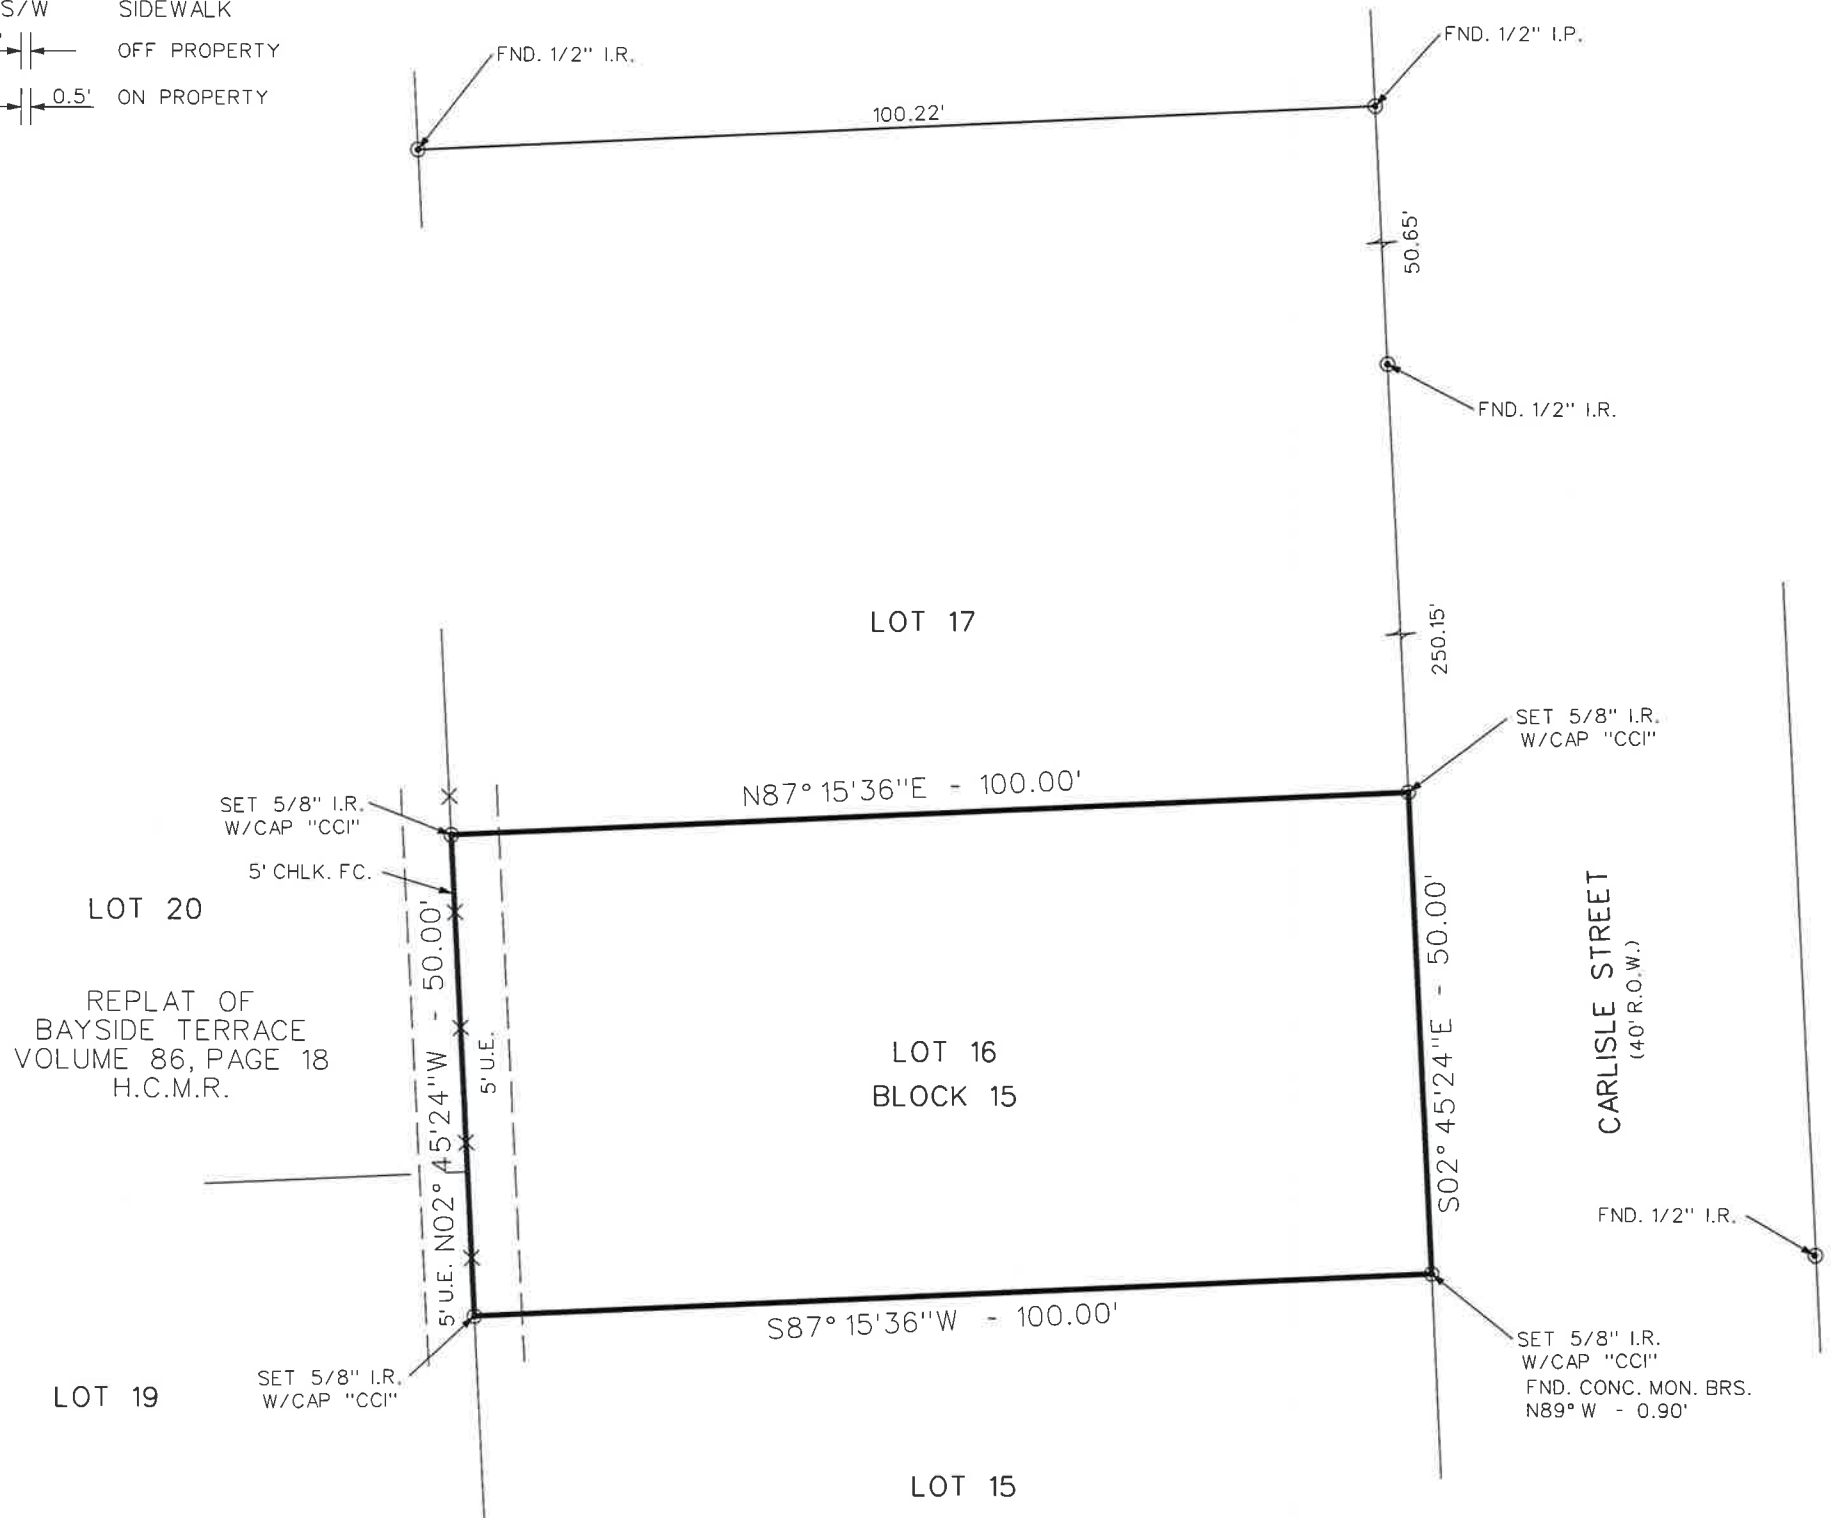 S/W SIDEWALK
OFF PROPERTY
0.5' ON PROPERTY
FND. 1/2" I.R.
FND. 1/2" I.P.
100.22'
50.65'
FND. 1/2" I.R.
LOT 17
250.15'
SET 5/8" I.R.
W/CAP "CCI"
N87°15'36"E - 100.00'
SET 5/8" I.R.
W/CAP "CCI"
5' CHLK. FC.
LOT 20
REPLAT OF
BAYSIDE TERRACE
VOLUME 86, PAGE 18
H.C.M.R.
5' U.E.
N02°45'24"W - 50.00'
5' U.E.
LOT 16
BLOCK 15
S02°45'24"E - 50.00'
CARLISLE STREET
(40' R.O.W.)
FND. 1/2" I.R.
S87°15'36"W - 100.00'
SET 5/8" I.R.
W/CAP "CCI"
SET 5/8" I.R.
W/CAP "CCI"
FND. CONC. MON. BRS.
N89°W - 0.90'
LOT 19
LOT 15